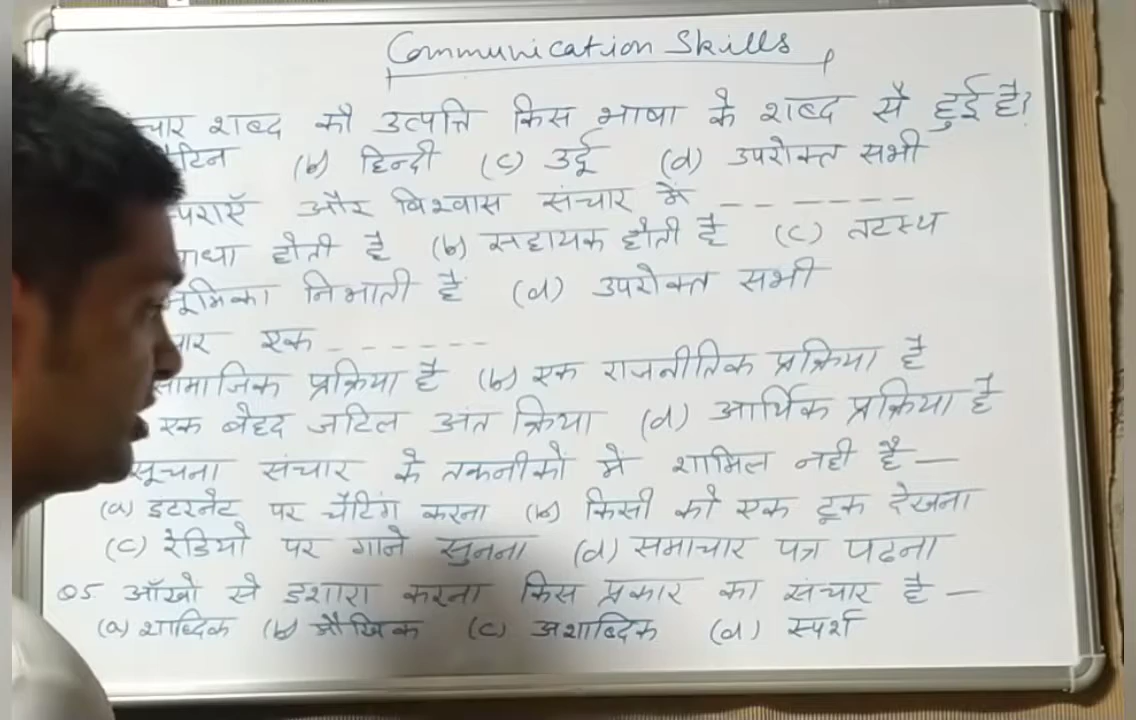 Communication Skills
शब्द की उत्पत्ति किस भाषा के शब्द से हुई है?
(b) हिन्दी (c) उर्दू (d) उपरोक्त सभी
और विश्वास संचार में -------
होती है (b) सहायक होती है (c) तटस्थ
निभाती है (d) उपरोक्त सभी
एक ------
सामाजिक प्रक्रिया है (b) एक राजनीतिक प्रक्रिया है
एक बेहद जटिल अंत क्रिया (d) आर्थिक प्रक्रिया है
सूचना संचार के तकनीकों में शामिल नही है —
(a) इटरनेट पर चैटिंग करना (b) किसी को एक टूक देखना
(c) रेडियो पर गाने सुनना (d) समाचार पत्र पढना
05 आँखो से इशारा करना किस प्रकार का संचार है —
(a) शाब्दिक (b) मौखिक (c) अशाब्दिक (d) स्पर्श